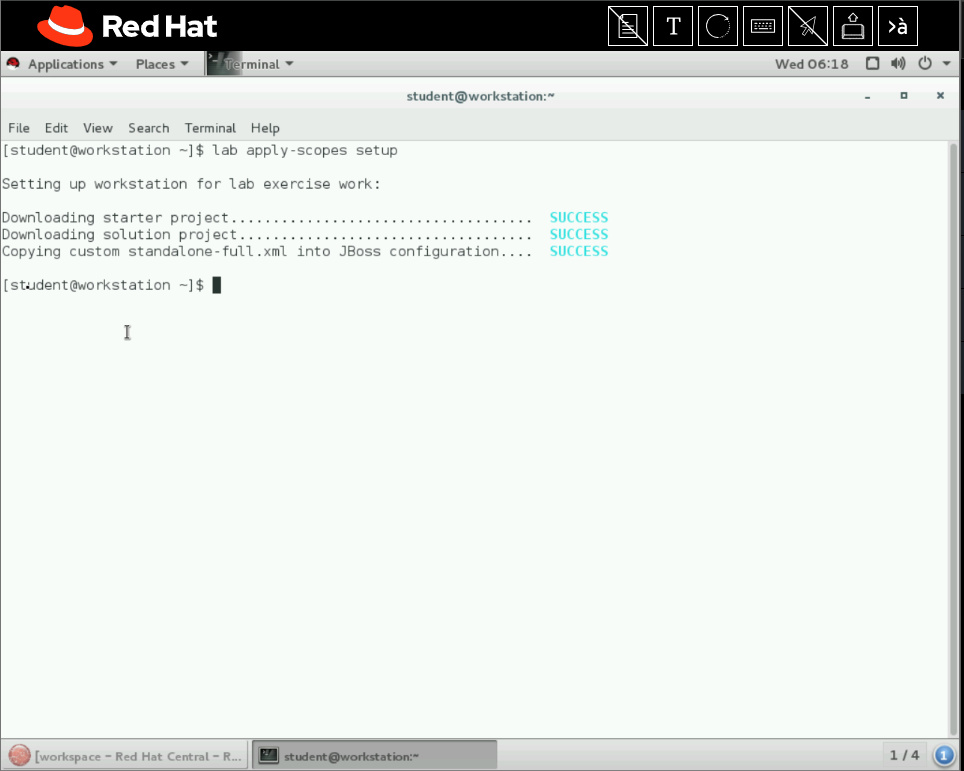 Red Hat
T
>à
Applications Places Terminal Wed 06:18
student@workstation:~
File Edit View Search Terminal Help
[student@workstation ~]$ lab apply-scopes setup
Setting up workstation for lab exercise work:
Downloading starter project.................................... SUCCESS
Downloading solution project................................... SUCCESS
Copying custom standalone-full.xml into JBoss configuration.... SUCCESS
[student@workstation ~]$
[workspace – Red Hat Central – R... student@workstation:~ 1 / 4 1